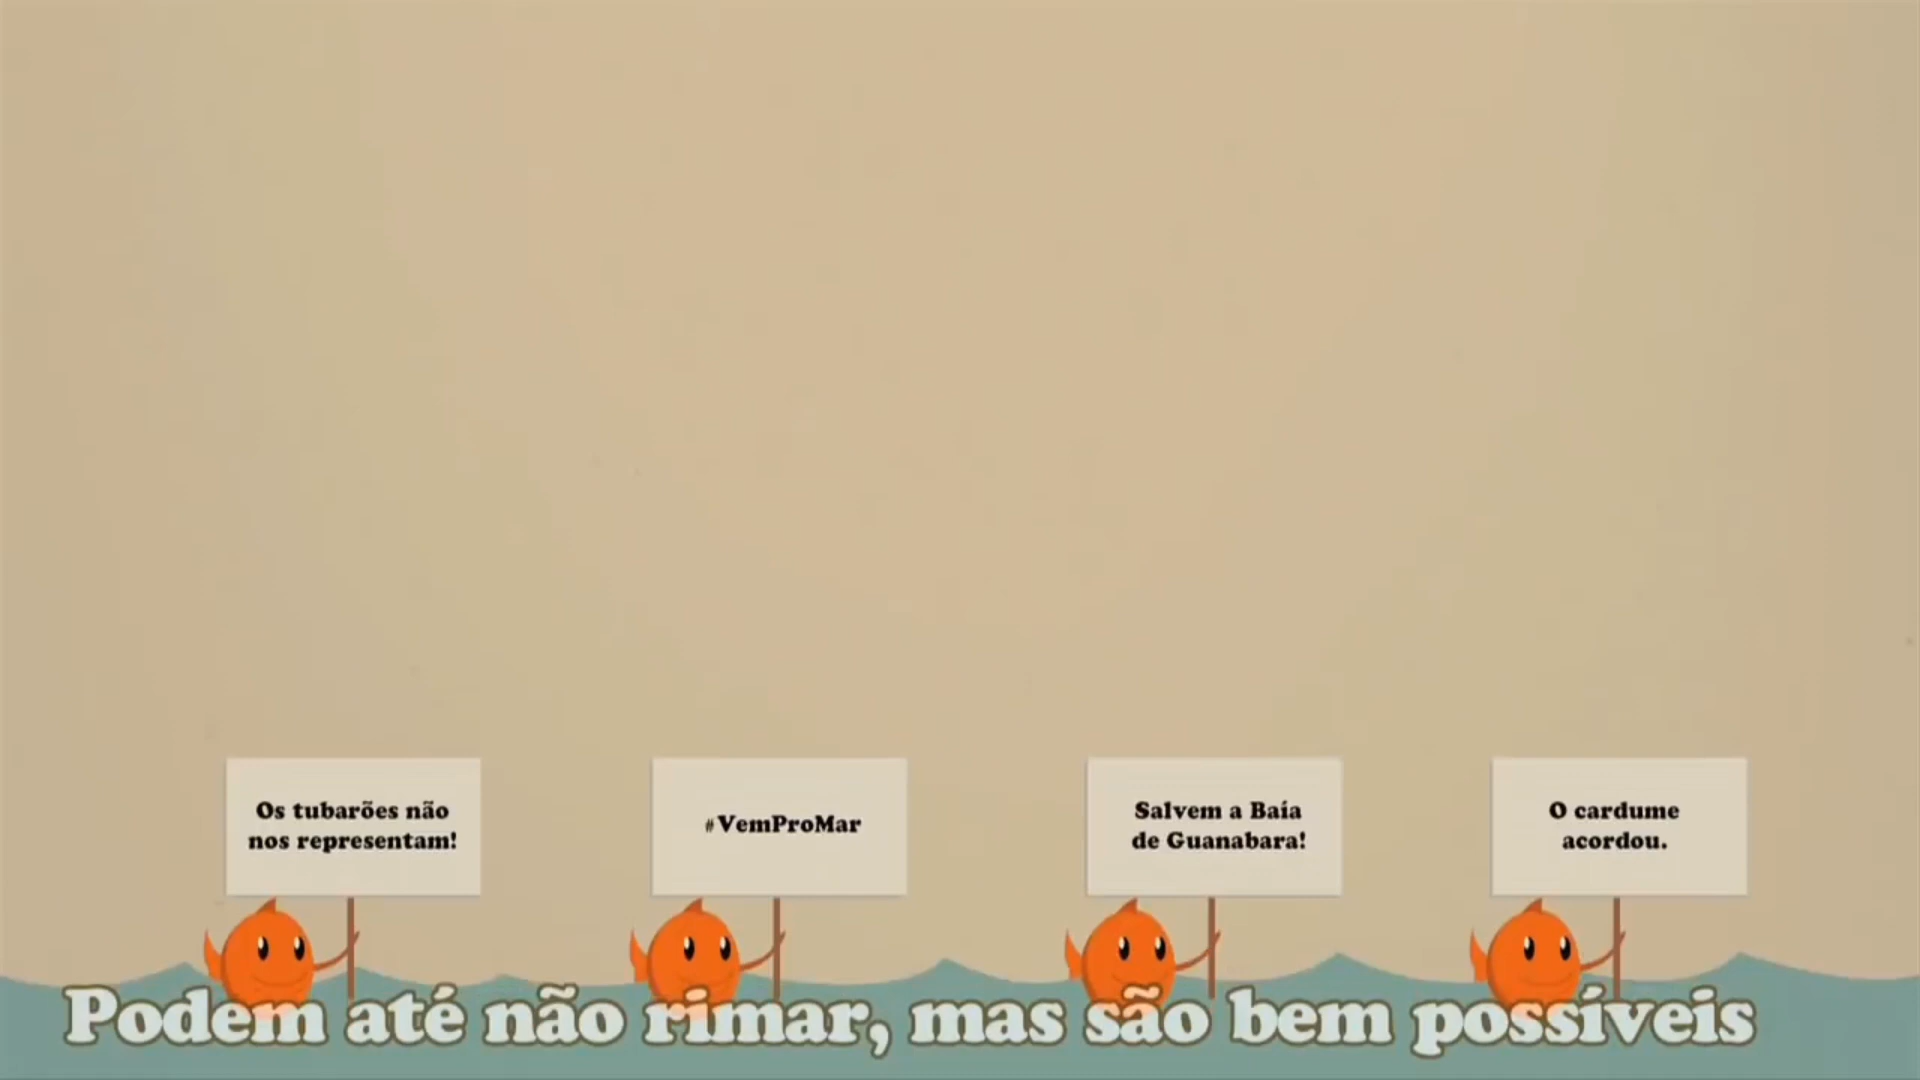 Os tubarões não
nos representam!
#VemProMar
Salvem a Baía
de Guanabara!
O cardume
acordou.
Podem até não rimar, mas são bem possíveis